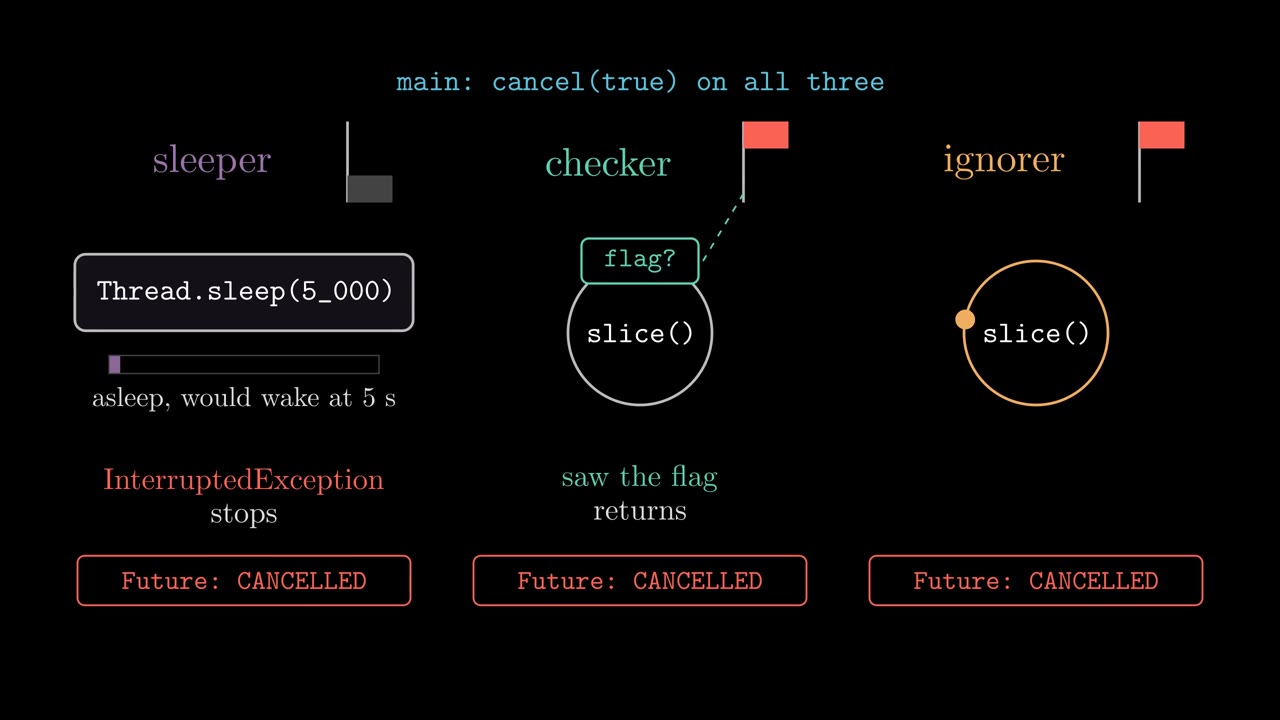 main: cancel(true) on all three
sleeper
checker
ignorer
flag?
Thread.sleep(5_000)
slice()
slice()
asleep, would wake at 5 s
InterruptedException
stops
saw the flag
returns
Future: CANCELLED
Future: CANCELLED
Future: CANCELLED